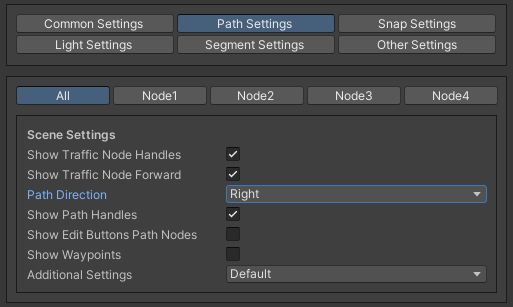 Common Settings Path Settings Snap Settings
Light Settings Segment Settings Other Settings
All Node1 Node2 Node3 Node4
Scene Settings
Show Traffic Node Handles
Show Traffic Node Forward
Path Direction Right
Show Path Handles
Show Edit Buttons Path Nodes
Show Waypoints
Additional Settings Default